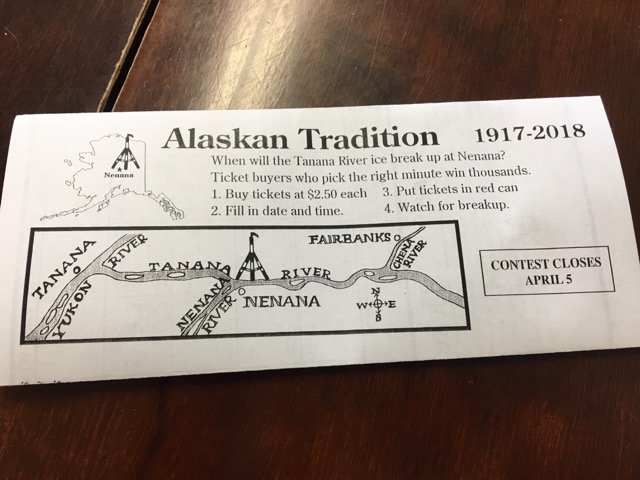 Alaskan Tradition 1917-2018
Nenana
When will the Tanana River ice break up at Nenana?
Ticket buyers who pick the right minute win thousands.
1. Buy tickets at $2.50 each
2. Fill in date and time.
3. Put tickets in red can
4. Watch for breakup.
TANANA
YUKON
RIVER
TANANA
RIVER
NENANA
RIVER
NENANA
FAIRBANKS
CHENA
RIVER
N
W E
S
CONTEST CLOSES
APRIL 5